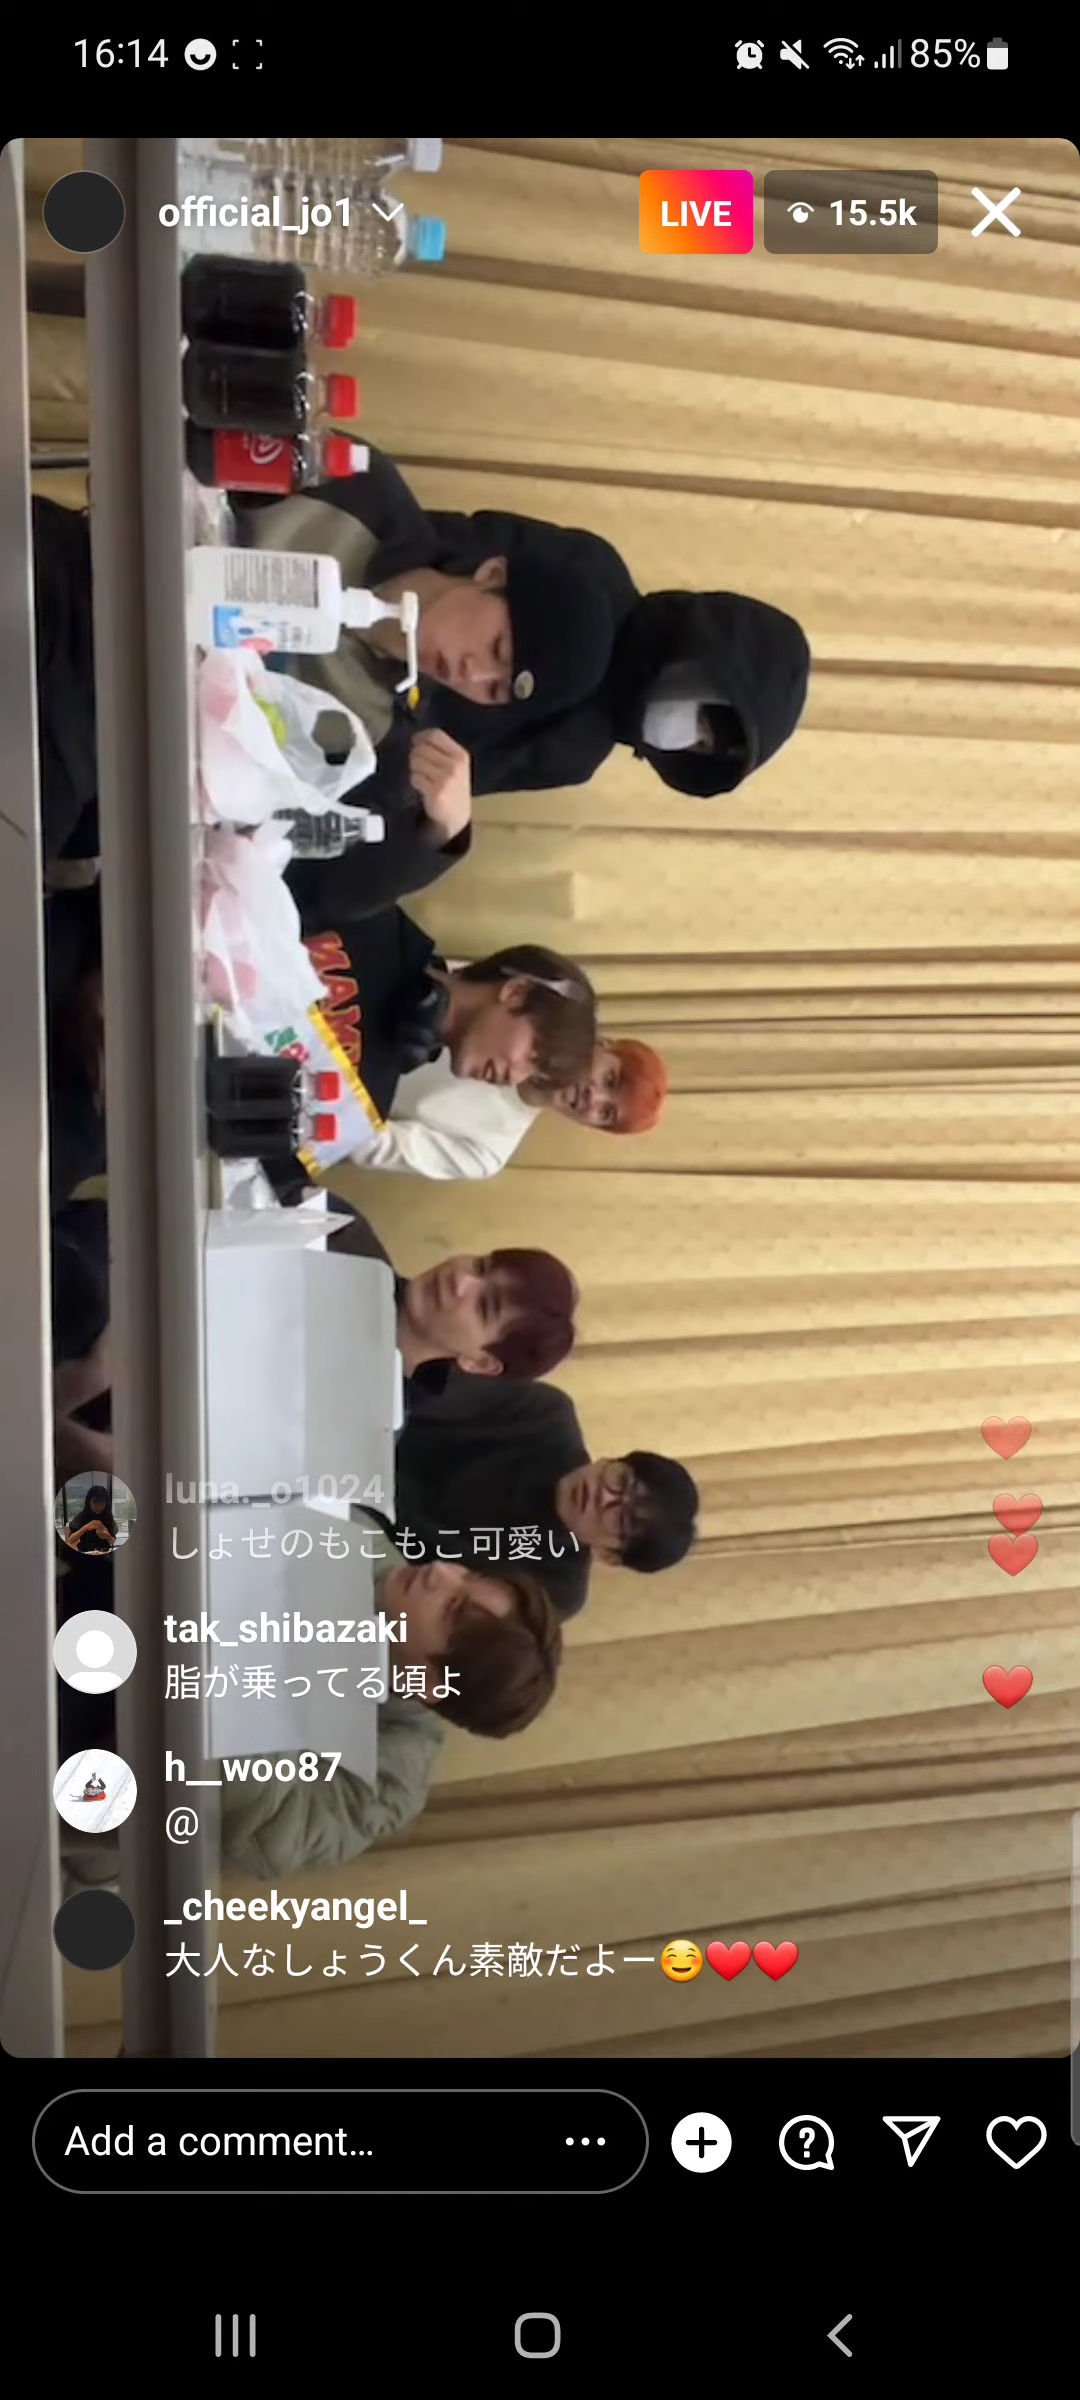 16:14
85%
official_jo1
LIVE
15.5k
luna._o1024
しょせのもこもこ可愛い
tak_shibazaki
脂が乗ってる頃よ
h__woo87
@
_cheekyangel_
大人なしょうくん素敵だよー☺️❤️❤️
Add a comment...